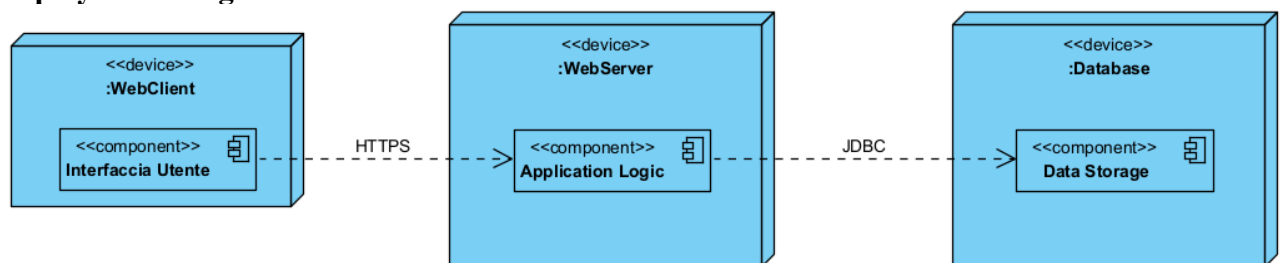 <<device>>
:WebClient
<<component>>
Interfaccia Utente
HTTPS
<<device>>
:WebServer
<<component>>
Application Logic
JDBC
<<device>>
:Database
<<component>>
Data Storage